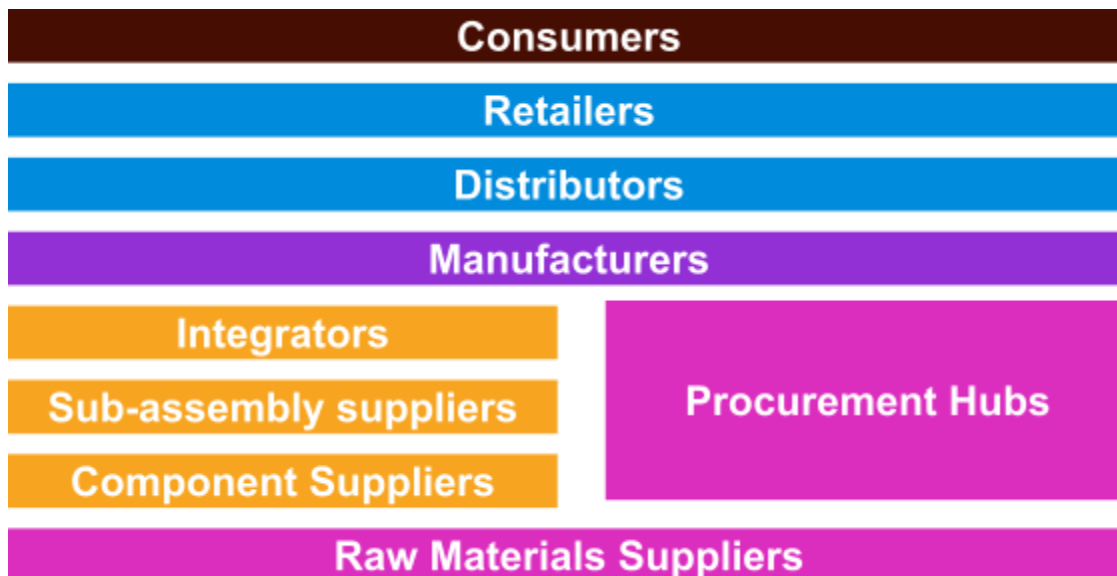 Consumers
Retailers
Distributors
Manufacturers
Integrators
Sub-assembly suppliers
Component Suppliers
Procurement Hubs
Raw Materials Suppliers